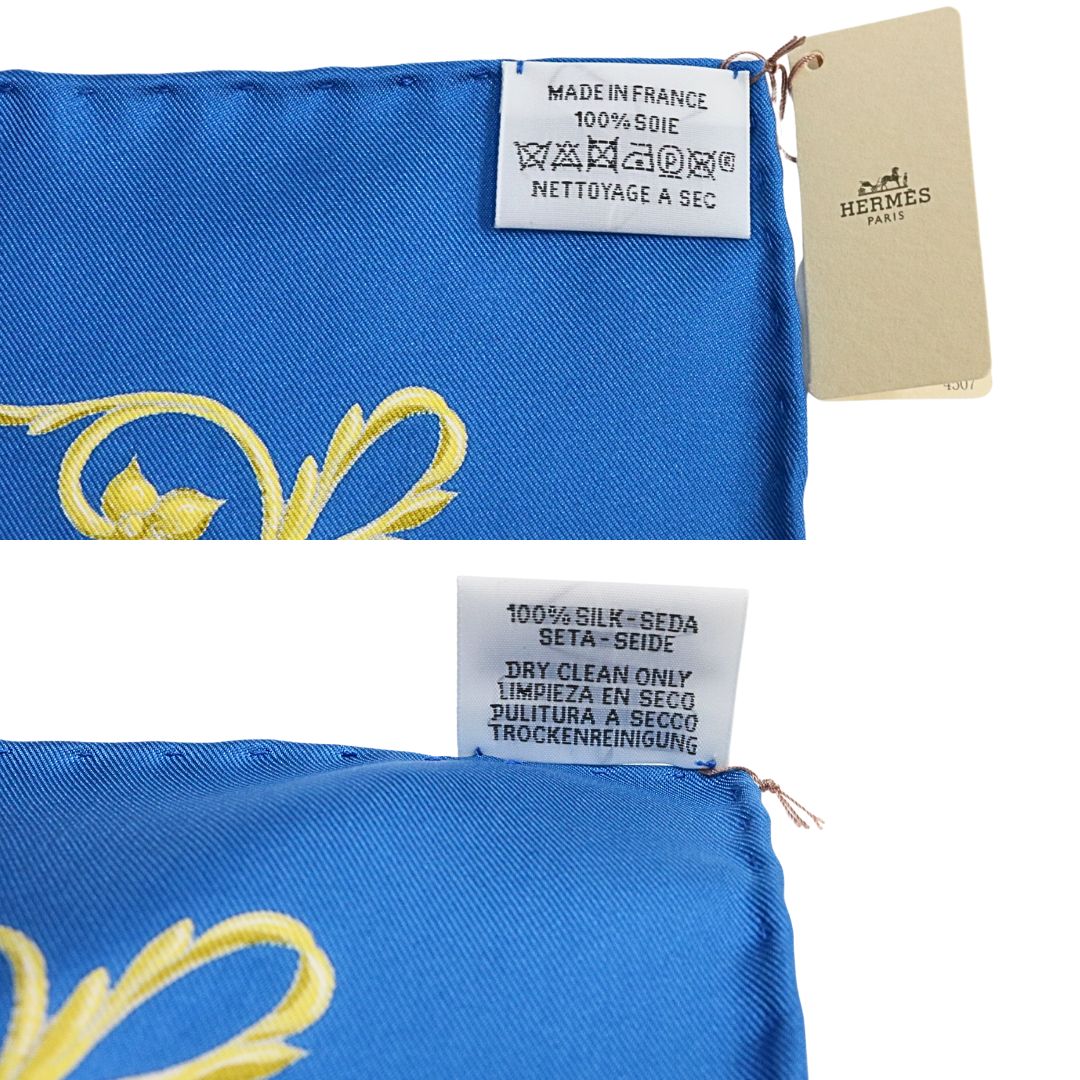 MADE IN FRANCE
100% SOIE
NETTOYAGE A SEC
HERMÈS
PARIS
4507
100% SILK - SEDA
SETA - SEIDE
DRY CLEAN ONLY
LIMPIEZA EN SECO
PULITURA A SECCO
TROCKENREINIGUNG